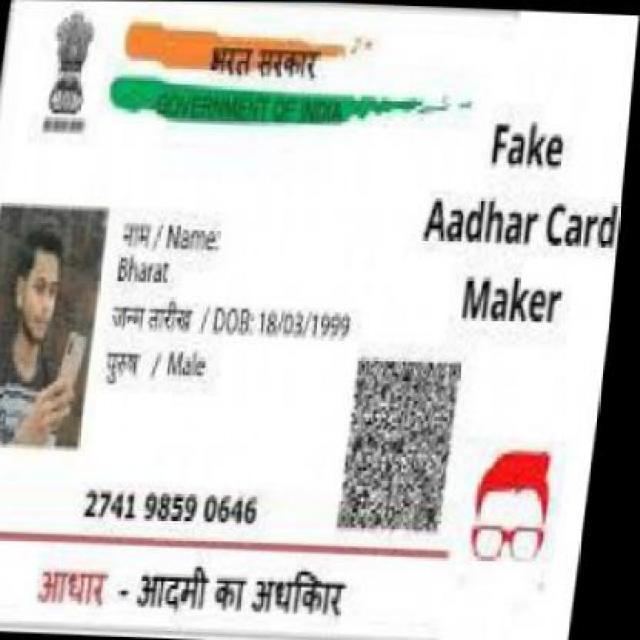 भारत सरकार
GOVERNMENT OF INDIA
Fake
Aadhar Card
Maker
नाम / Name:
Bharat
जन्म तारीख / DOB: 18/03/1999
पुरुष / Male
2741 9859 0646
आधार - आदमी का अधकिार